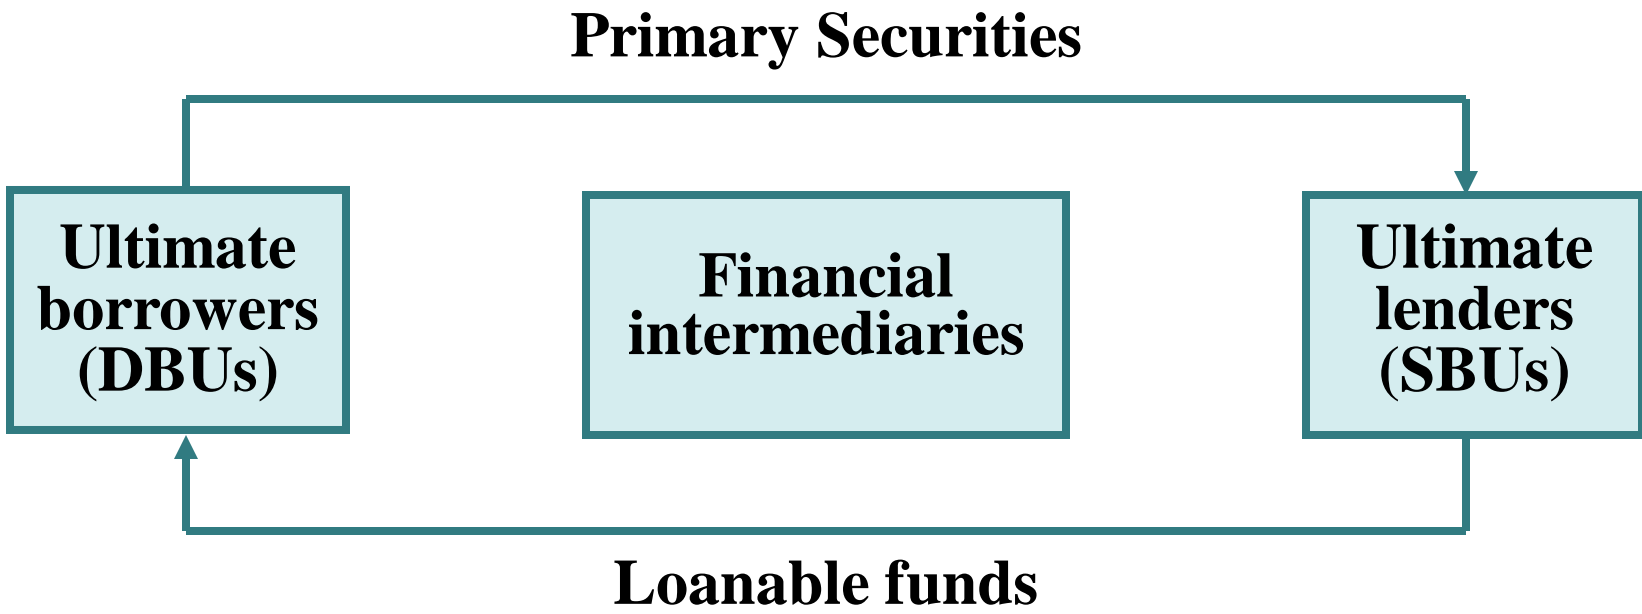 Primary Securities
Ultimate
borrowers
(DBUs)
Financial
intermediaries
Ultimate
lenders
(SBUs)
Loanable funds